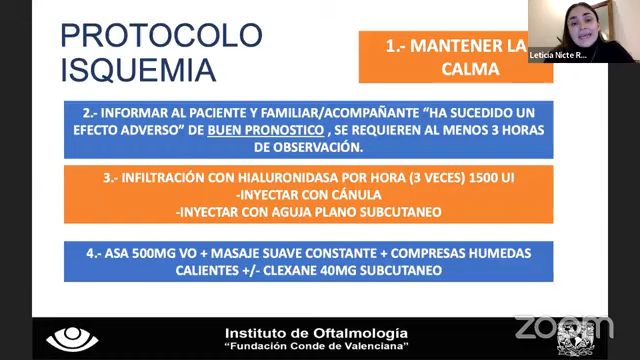 PROTOCOLO
ISQUEMIA
1.- MANTENER LA
CALMA
Leticia Nicte R...
2.- INFORMAR AL PACIENTE Y FAMILIAR/ACOMPAÑANTE “HA SUCEDIDO UN
EFECTO ADVERSO” DE BUEN PRONOSTICO , SE REQUIEREN AL MENOS 3 HORAS
DE OBSERVACIÓN.
3.- INFILTRACIÓN CON HIALURONIDASA POR HORA (3 VECES) 1500 UI
-INYECTAR CON CÁNULA
-INYECTAR CON AGUJA PLANO SUBCUTANEO
4.- ASA 500MG VO + MASAJE SUAVE CONSTANTE + COMPRESAS HUMEDAS
CALIENTES +/- CLEXANE 40MG SUBCUTANEO
Instituto de Oftalmología
“Fundación Conde de Valenciana”
zoom